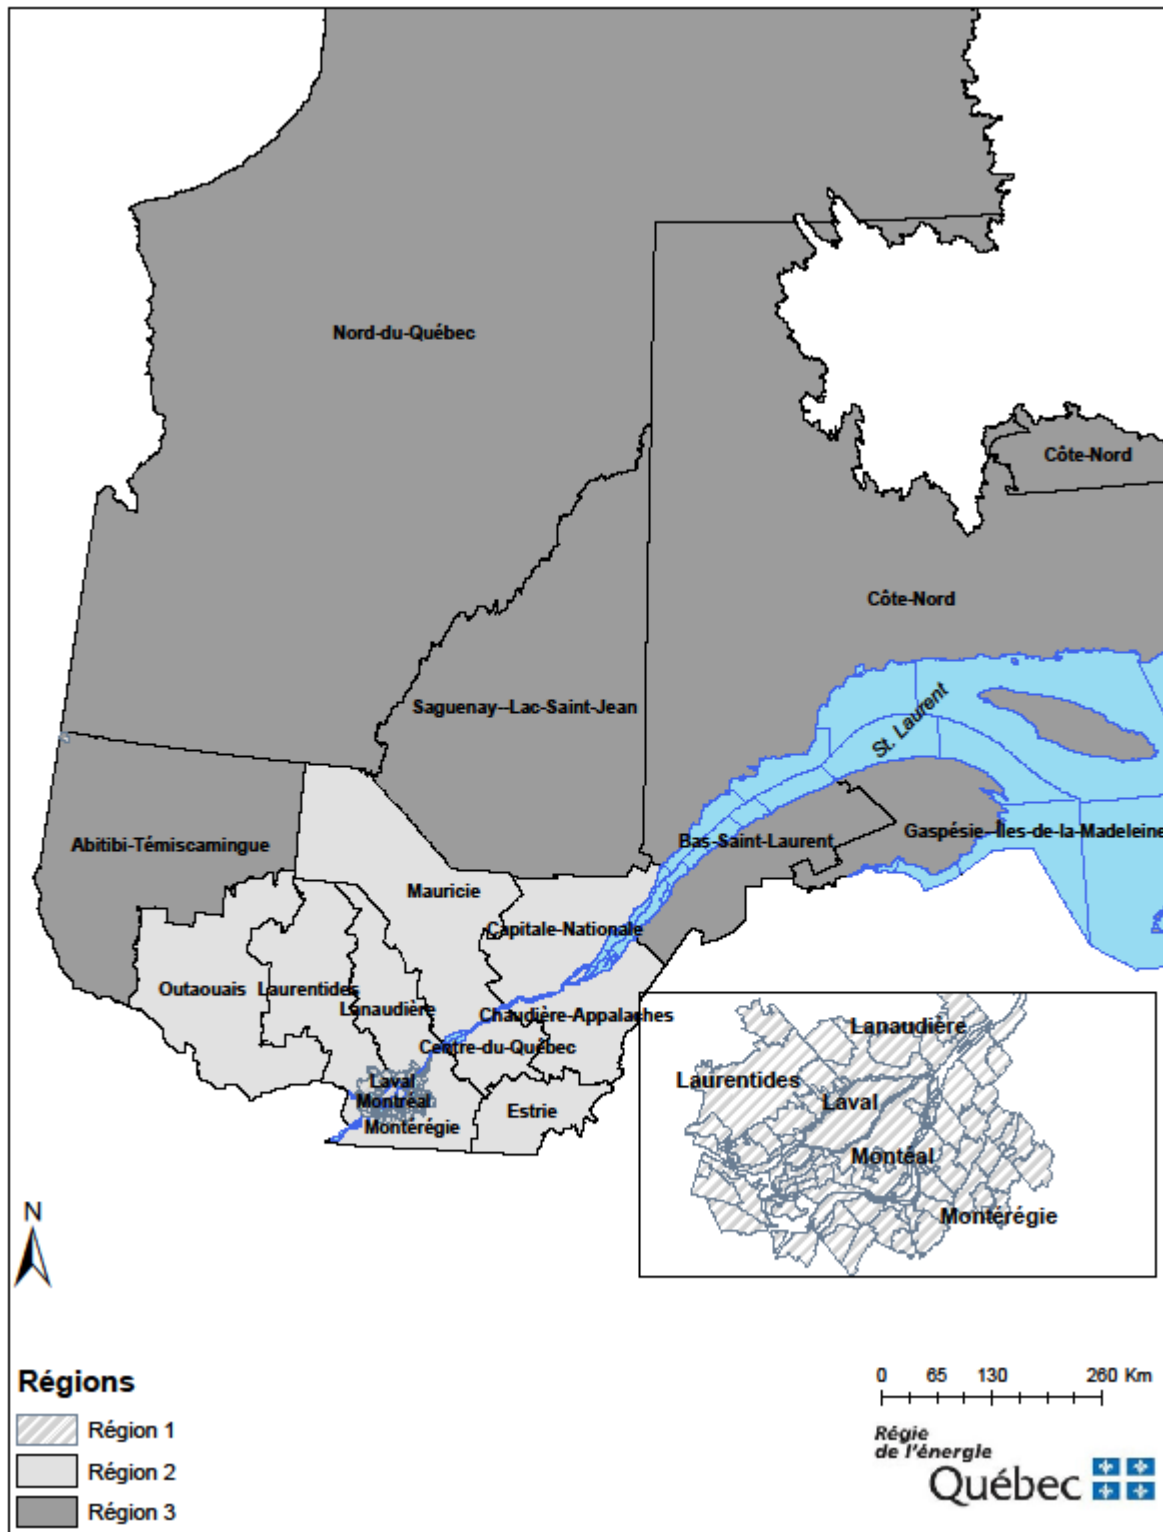 Nord-du-Québec
Côte-Nord
Côte-Nord
Saguenay--Lac-Saint-Jean
St. Laurent
Abitibi-Témiscamingue
Bas-Saint-Laurent
Gaspésie--Îles-de-la-Madeleine
Mauricie
Capitale-Nationale
Outaouais
Laurentides
Lanaudière
Chaudière-Appalaches
Centre-du-Québec
Laval
Montréal
Montérégie
Estrie
Lanaudière
Laurentides
Laval
Montéal
Montérégie
N
Régions
Région 1
Région 2
Région 3
0 65 130 260 Km
Régie
de l'énergie
Québec